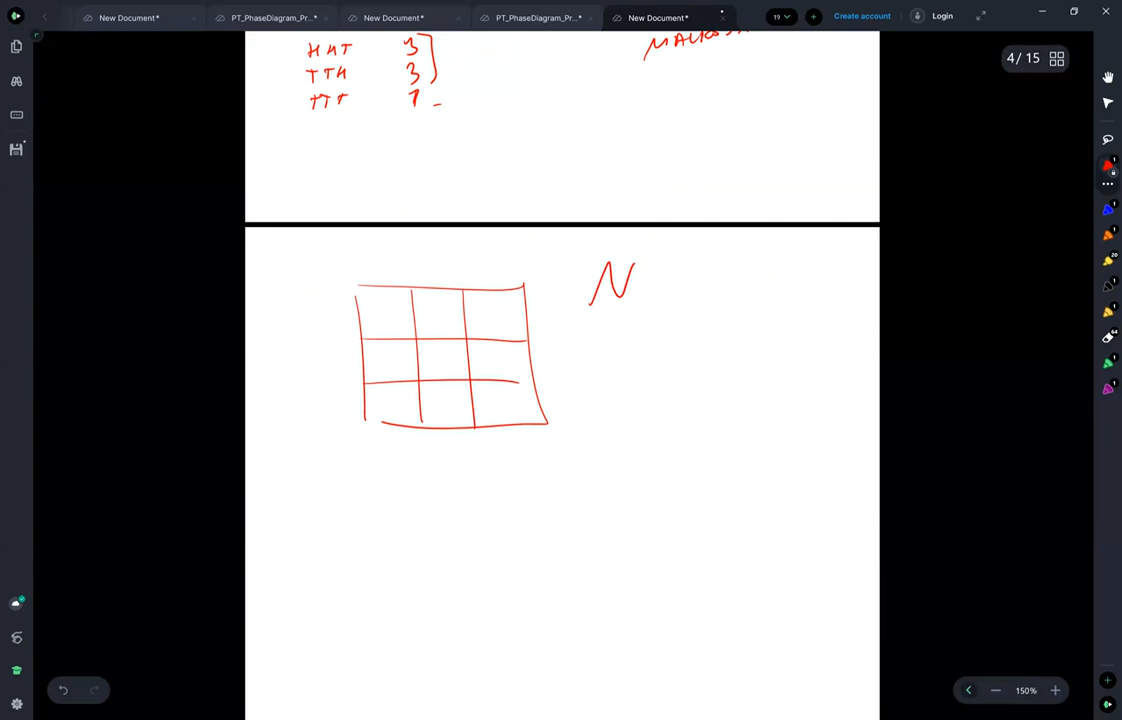 New Document*
PT_PhaseDiagram_Pr...*
New Document*
PT_PhaseDiagram_Pr...*
New Document*
19
Create account
Login
4 / 15
HHT 3
TTH 3
TTT 1
N
150%